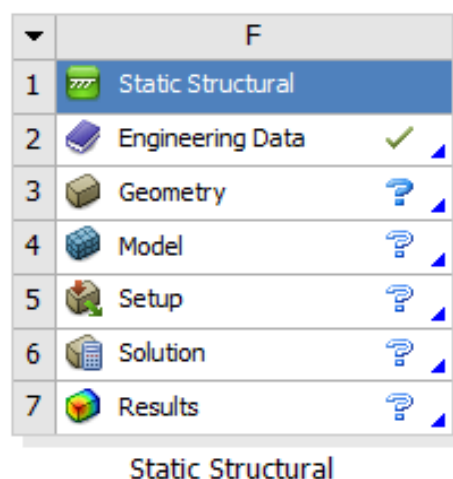 F
1 Static Structural
2 Engineering Data
3 Geometry ?
4 Model ?
5 Setup ?
6 Solution ?
7 Results ?
Static Structural